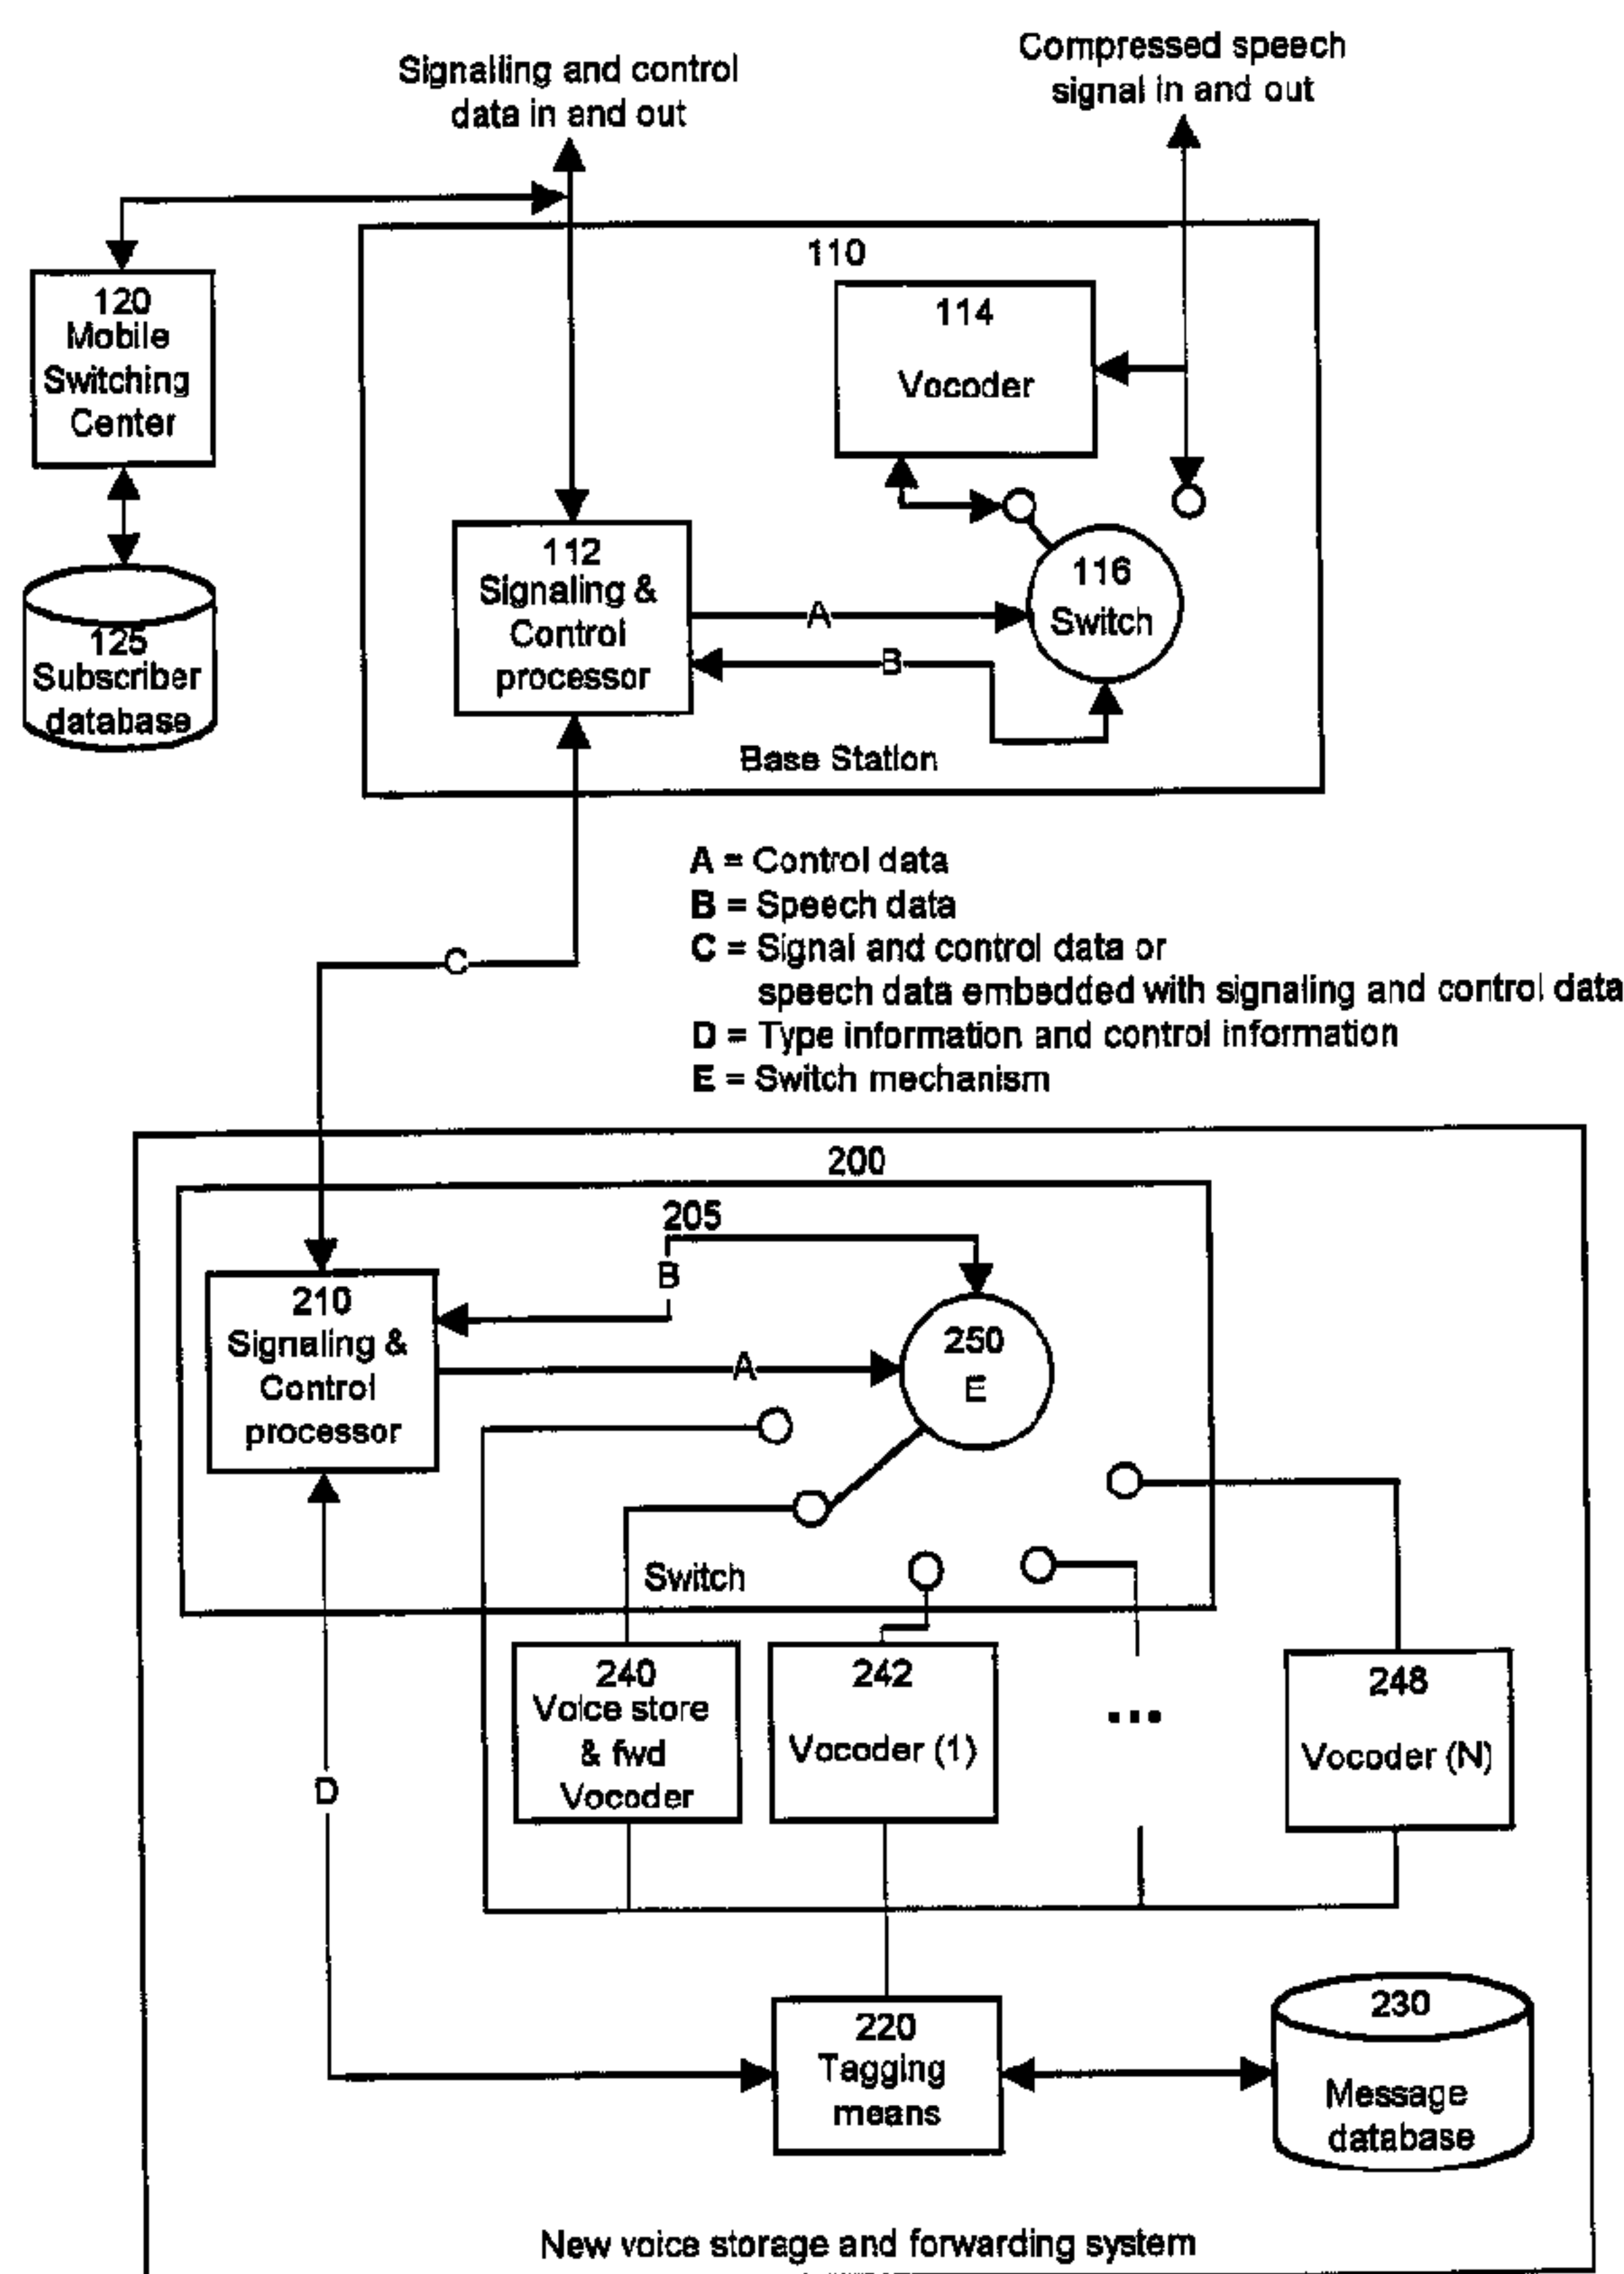 Signalling and control
data in and out
Compressed speech
signal in and out
110
120
Mobile
Switching
Center
114
Vocoder
112
Signaling &
Control
processor
116
Switch
A
B
125
Subscriber
database
Base Station
A = Control data
B = Speech data
C = Signal and control data or
speech data embedded with signaling and control data
D = Type information and control information
E = Switch mechanism
C
200
205
B
210
Signaling &
Control
processor
250
E
A
Switch
240
Voice store
& fwd
Vocoder
242
Vocoder (1)
...
248
Vocoder (N)
D
220
Tagging
means
230
Message
database
New voice storage and forwarding system